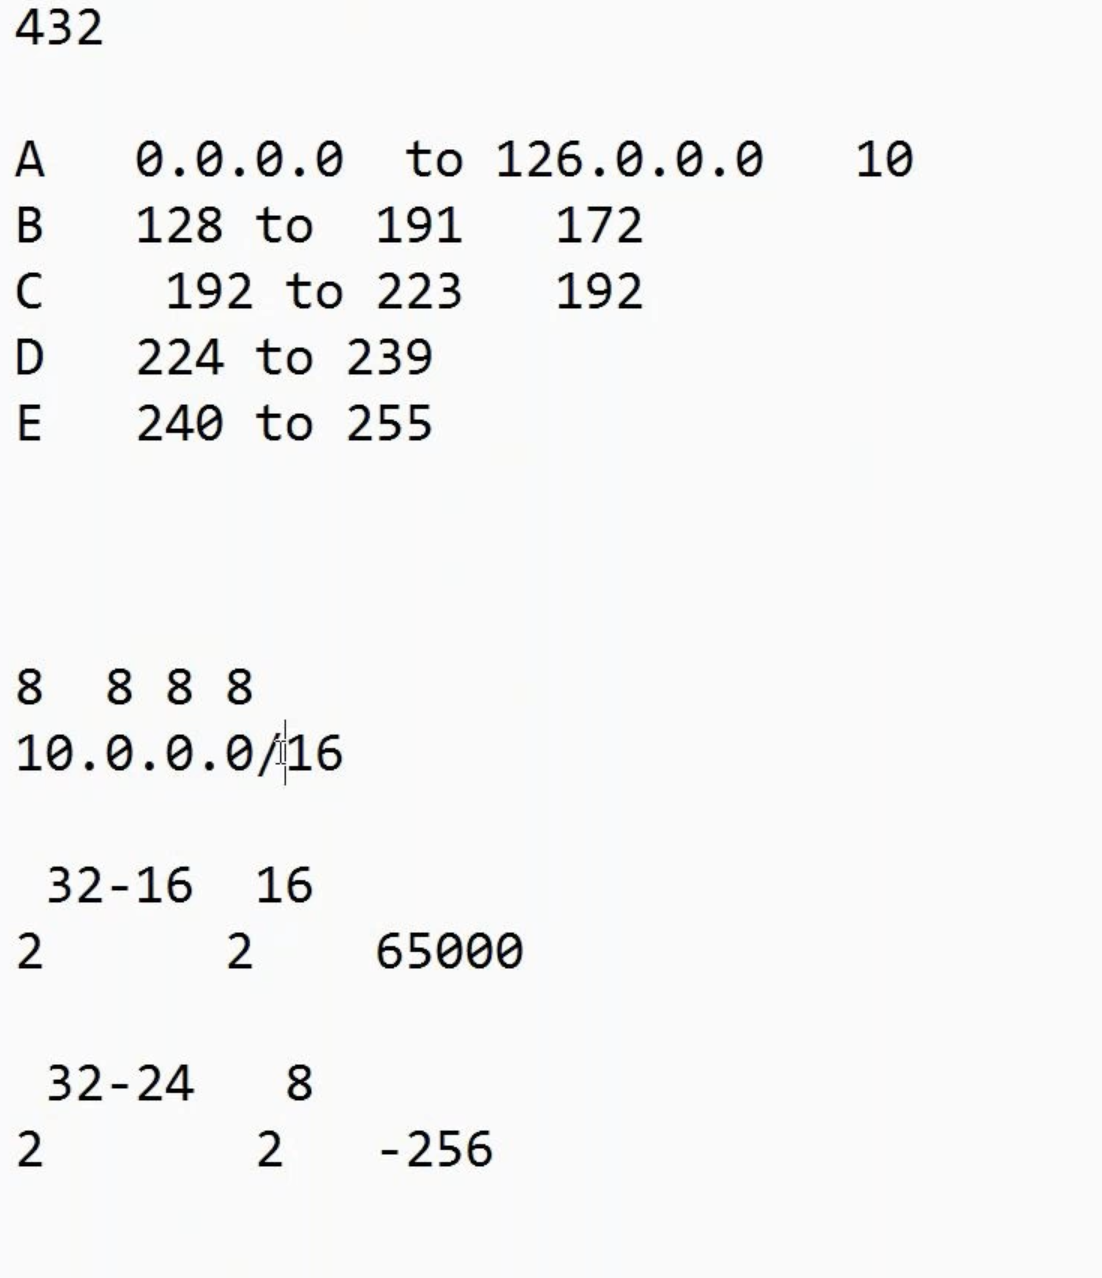 432
A 0.0.0.0 to 126.0.0.0 10
B 128 to 191 172
C 192 to 223 192
D 224 to 239
E 240 to 255
8 8 8 8
10.0.0.0/16
32-16 16
2 2 65000
32-24 8
2 2 -256